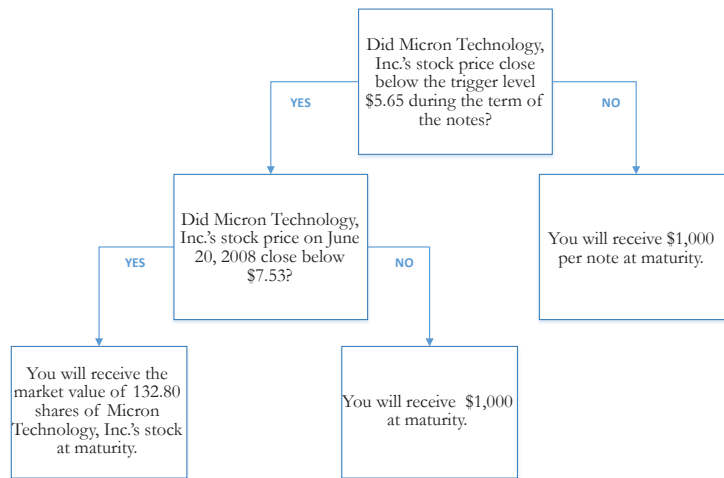 Did Micron Technology,
Inc.'s stock price close
below the trigger level
$5.65 during the term of
the notes?
YES
NO
Did Micron Technology,
Inc.'s stock price on June
20, 2008 close below
$7.53?
You will receive $1,000
per note at maturity.
YES
NO
You will receive the
market value of 132.80
shares of Micron
Technology, Inc.'s stock
at maturity.
You will receive $1,000
at maturity.